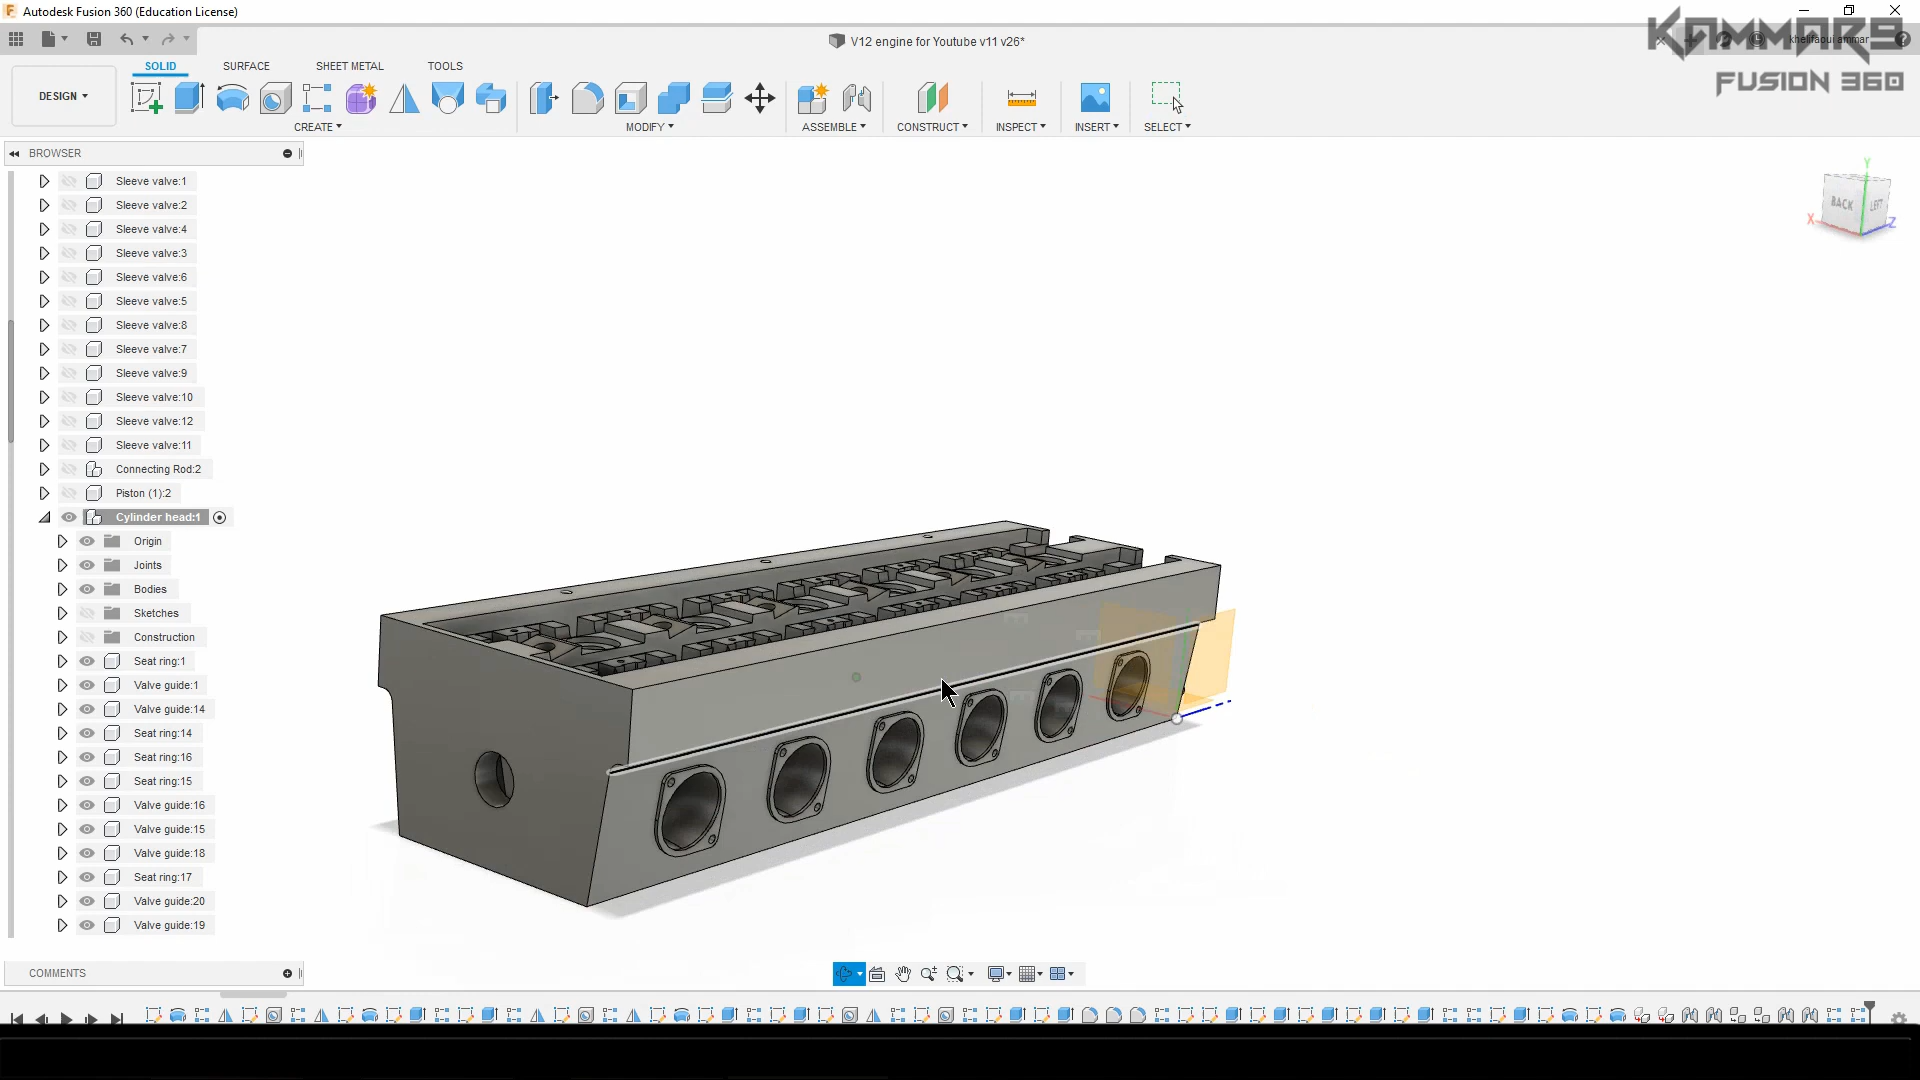 Autodesk Fusion 360 (Education License)
V12 engine for Youtube v11 v26*
khelifaoui ammar
KAMMAR9
FUSION 360
DESIGN
SOLID
SURFACE
SHEET METAL
TOOLS
CREATE
MODIFY
ASSEMBLE
CONSTRUCT
INSPECT
INSERT
SELECT
BROWSER
Sleeve valve:1
Sleeve valve:2
Sleeve valve:4
Sleeve valve:3
Sleeve valve:6
Sleeve valve:5
Sleeve valve:8
Sleeve valve:7
Sleeve valve:9
Sleeve valve:10
Sleeve valve:12
Sleeve valve:11
Connecting Rod:2
Piston (1):2
Cylinder head:1
Origin
Joints
Bodies
Sketches
Construction
Seat ring:1
Valve guide:1
Valve guide:14
Seat ring:14
Seat ring:16
Seat ring:15
Valve guide:16
Valve guide:15
Valve guide:18
Seat ring:17
Valve guide:20
Valve guide:19
Y
BACK
LEFT
X
Z
COMMENTS